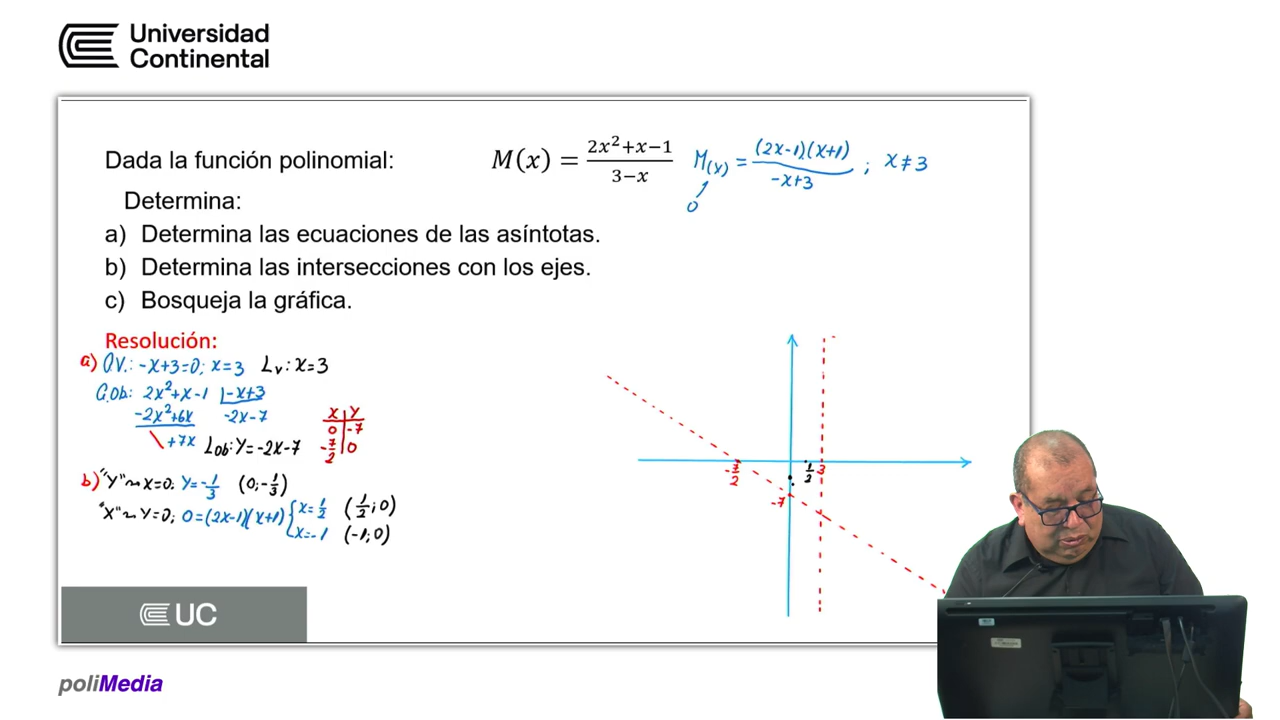 Universidad
Continental
Dada la función polinomial:
M(x) = 2x²+x−1 / 3−x
M(x) = (2x-1)(x+1) / -x+3 ; x≠3
0
Determina:
a) Determina las ecuaciones de las asíntotas.
b) Determina las intersecciones con los ejes.
c) Bosqueja la gráfica.
Resolución:
-x+3=0; x=3 Lv: x=3
2x²+x-1 |-x+3
-2x²+6x -2x-7
+7x Lob: Y=-2x-7
x | Y
0 | -7
-7/2 | 0
b) "Y"~x=0; Y=-1/3 (0;-1/3)
"X"~Y=0; 0=(2x-1)(x+1) { x=1/2 (1/2;0)
x=-1 (-1;0)
-7/2
1/2
3
-7
UC
poliMedia